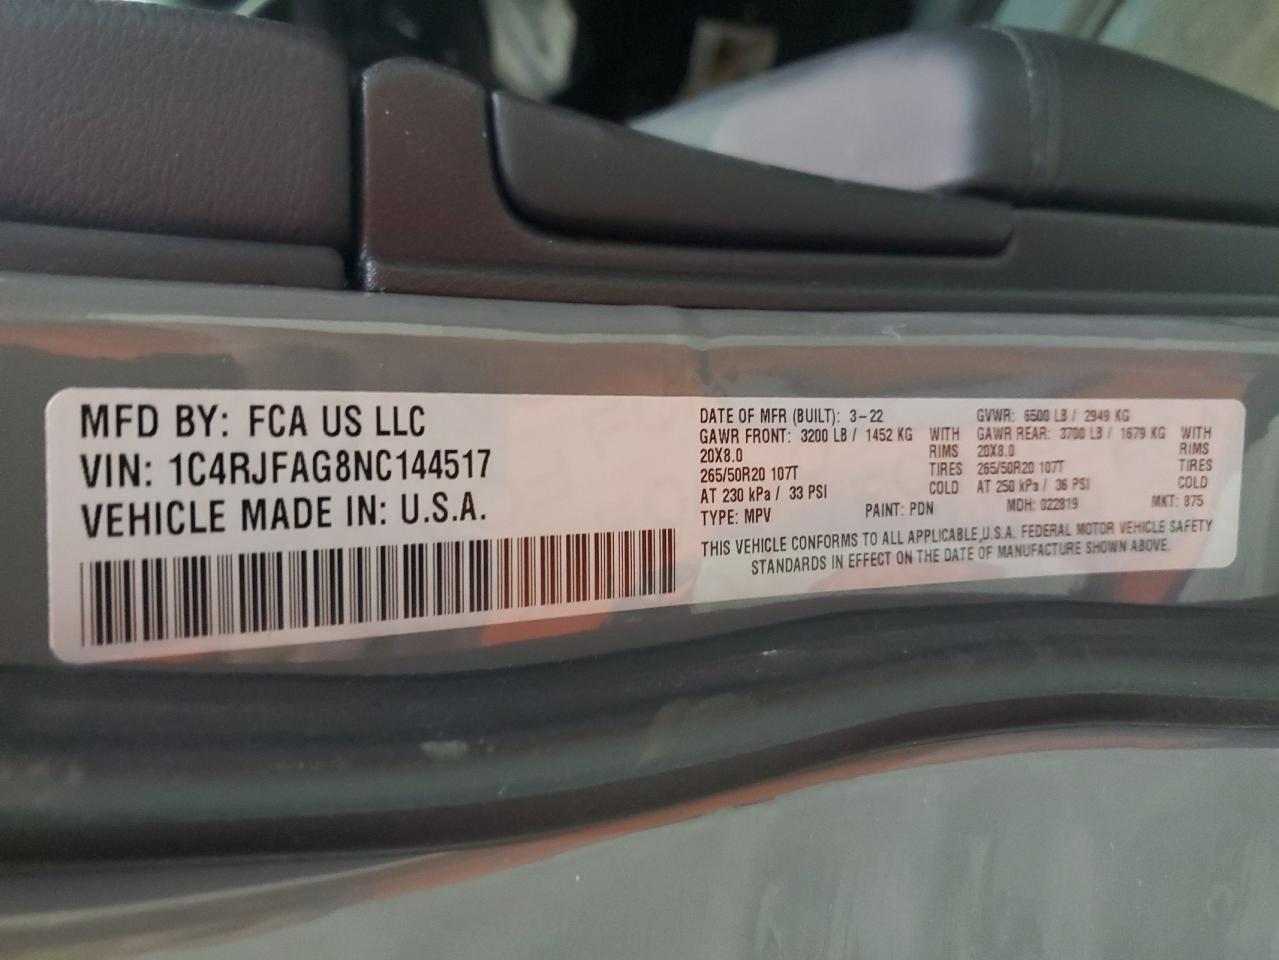 MFD BY: FCA US LLC
VIN: 1C4RJFAG8NC144517
VEHICLE MADE IN: U.S.A.
DATE OF MFR (BUILT): 3-22 GVWR: 6500 LB / 2949 KG
GAWR FRONT: 3200 LB / 1452 KG WITH GAWR REAR: 3700 LB / 1679 KG WITH
20X8.0 RIMS 20X8.0 RIMS
265/50R20 107T TIRES 265/50R20 107T TIRES
AT 230 kPa / 33 PSI COLD AT 250 kPa / 36 PSI COLD
TYPE: MPV PAINT: PDN MDH: 022819 MKT: 875
THIS VEHICLE CONFORMS TO ALL APPLICABLE U.S.A. FEDERAL MOTOR VEHICLE SAFETY
STANDARDS IN EFFECT ON THE DATE OF MANUFACTURE SHOWN ABOVE.